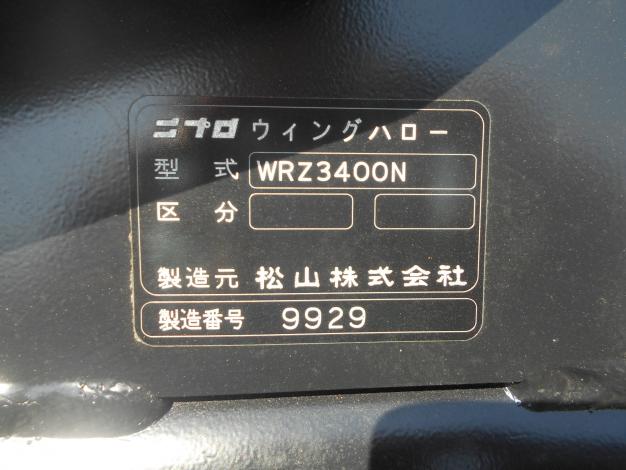 ニプロ ウィングハロー
型式 WRZ3400N
区分
製造元 松山株式会社
製造番号 9929